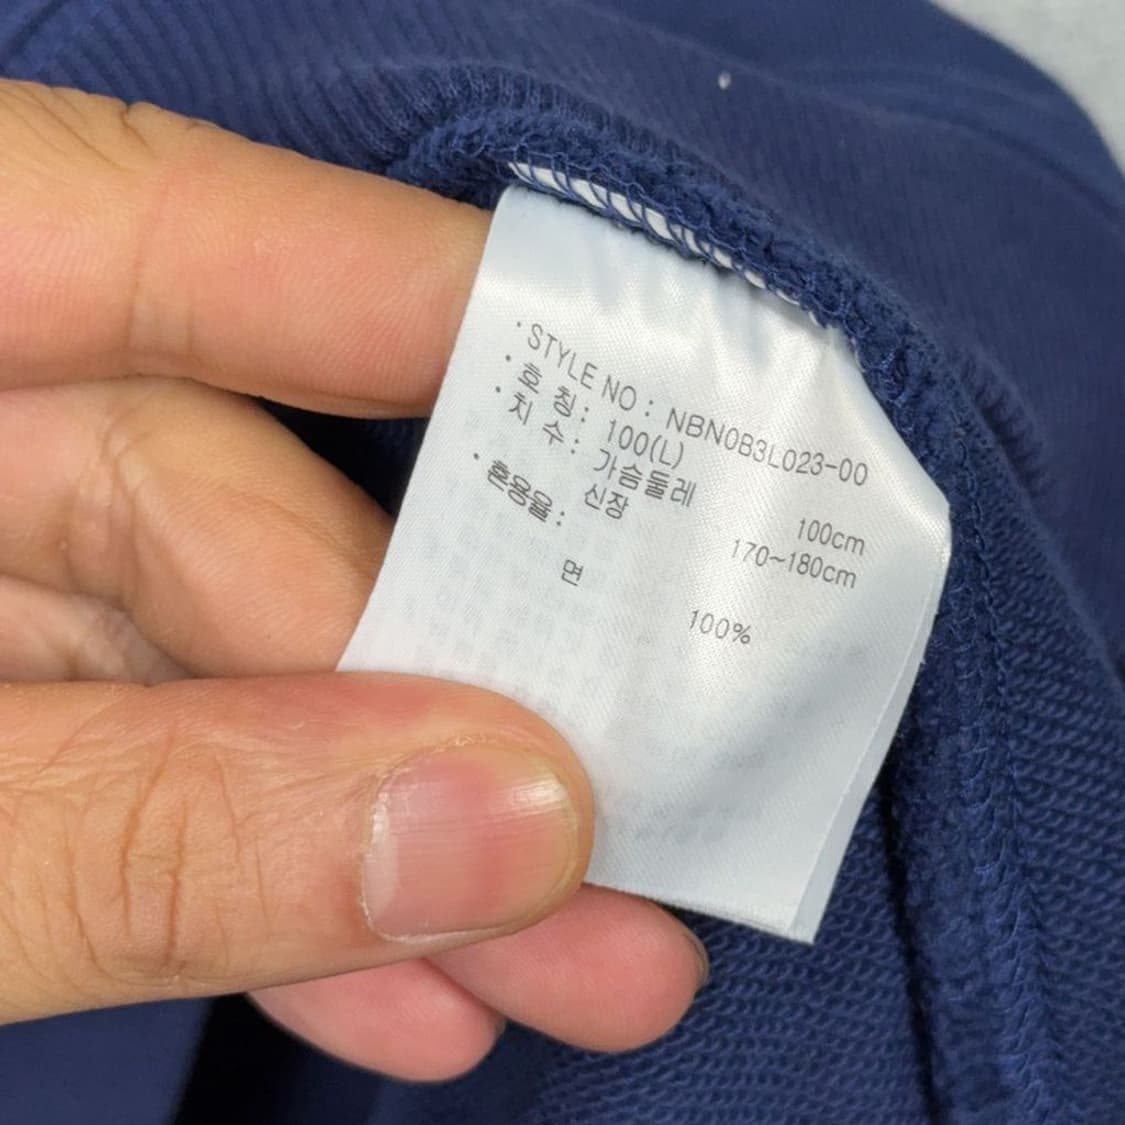 ·STYLE NO : NBN0B3L023-00
·호 칭 : 100(L)
·치 수 : 가슴둘레 100cm
신장 170~180cm
·혼용율 :
면 100%